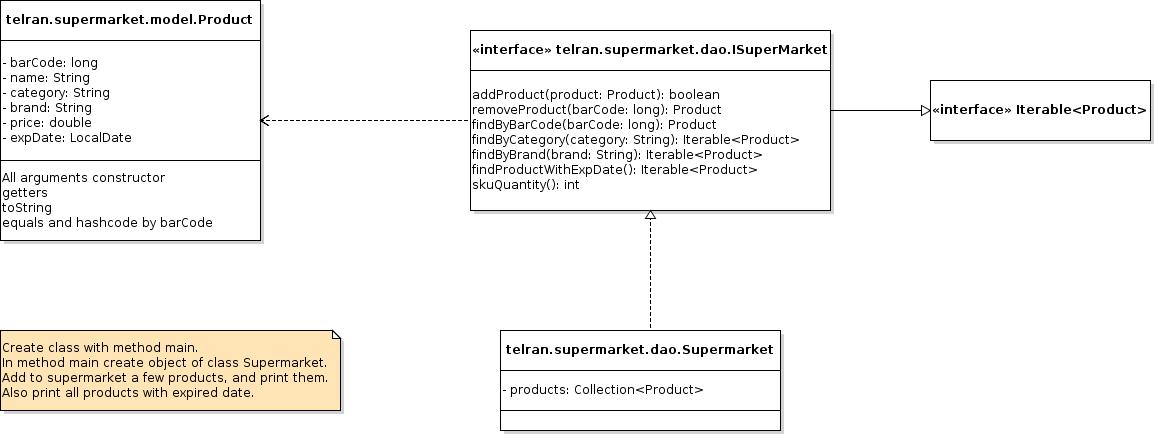 telran.supermarket.model.Product
- barCode: long
- name: String
- category: String
- brand: String
- price: double
- expDate: LocalDate
All arguments constructor
getters
toString
equals and hashcode by barCode
«interface» telran.supermarket.dao.ISuperMarket
addProduct(product: Product): boolean
removeProduct(barCode: long): Product
findByBarCode(barCode: long): Product
findByCategory(category: String): Iterable<Product>
findByBrand(brand: String): Iterable<Product>
findProductWithExpDate(): Iterable<Product>
skuQuantity(): int
«interface» Iterable<Product>
Create class with method main.
In method main create object of class Supermarket.
Add to supermarket a few products, and print them.
Also print all products with expired date.
telran.supermarket.dao.Supermarket
- products: Collection<Product>